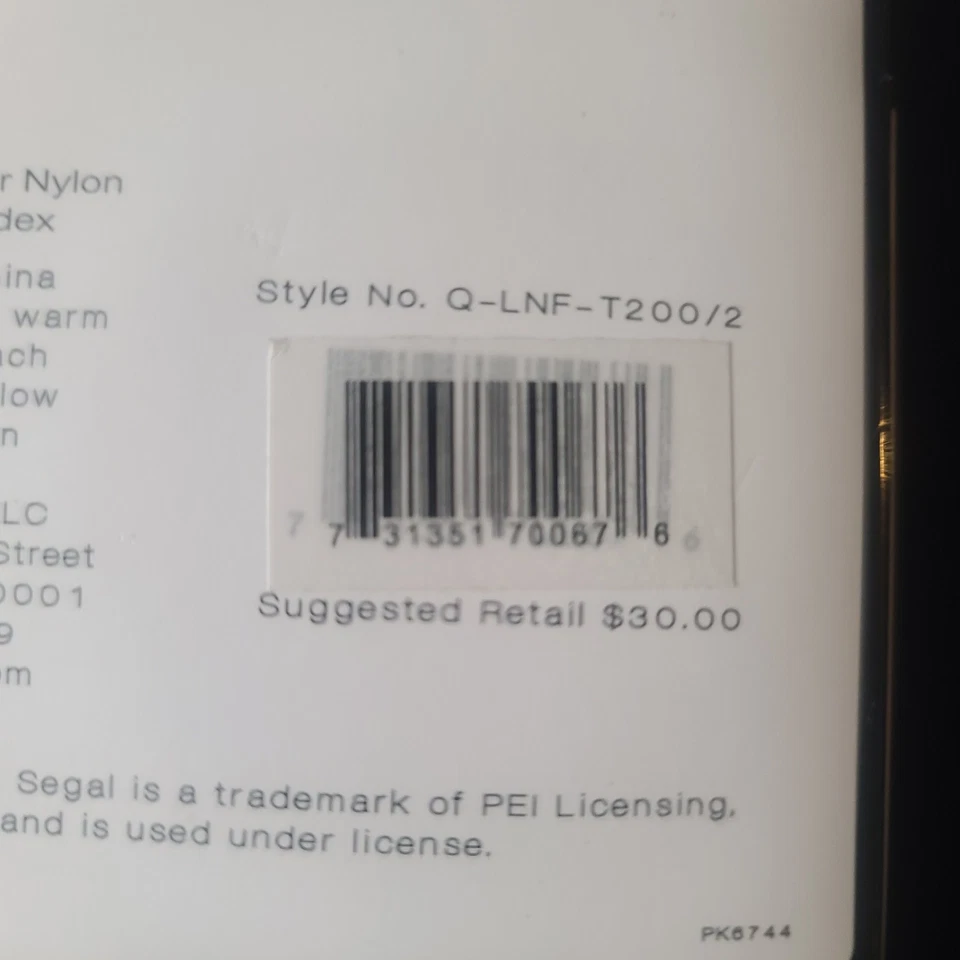 r Nylon
dex
ina
warm
ch
low
n
LC
Street
0001
9
om
Style No. Q-LNF-T200/2
7 31351 70067 6
Suggested Retail $30.00
Segal is a trademark of PEI Licensing,
and is used under license.
PK6744